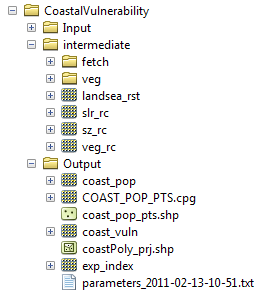 CoastalVulnerability
Input
intermediate
fetch
veg
landsea_rst
slr_rc
sz_rc
veg_rc
Output
coast_pop
COAST_POP_PTS.cpg
coast_pop_pts.shp
coast_vuln
coastPoly_prj.shp
exp_index
parameters_2011-02-13-10-51.txt